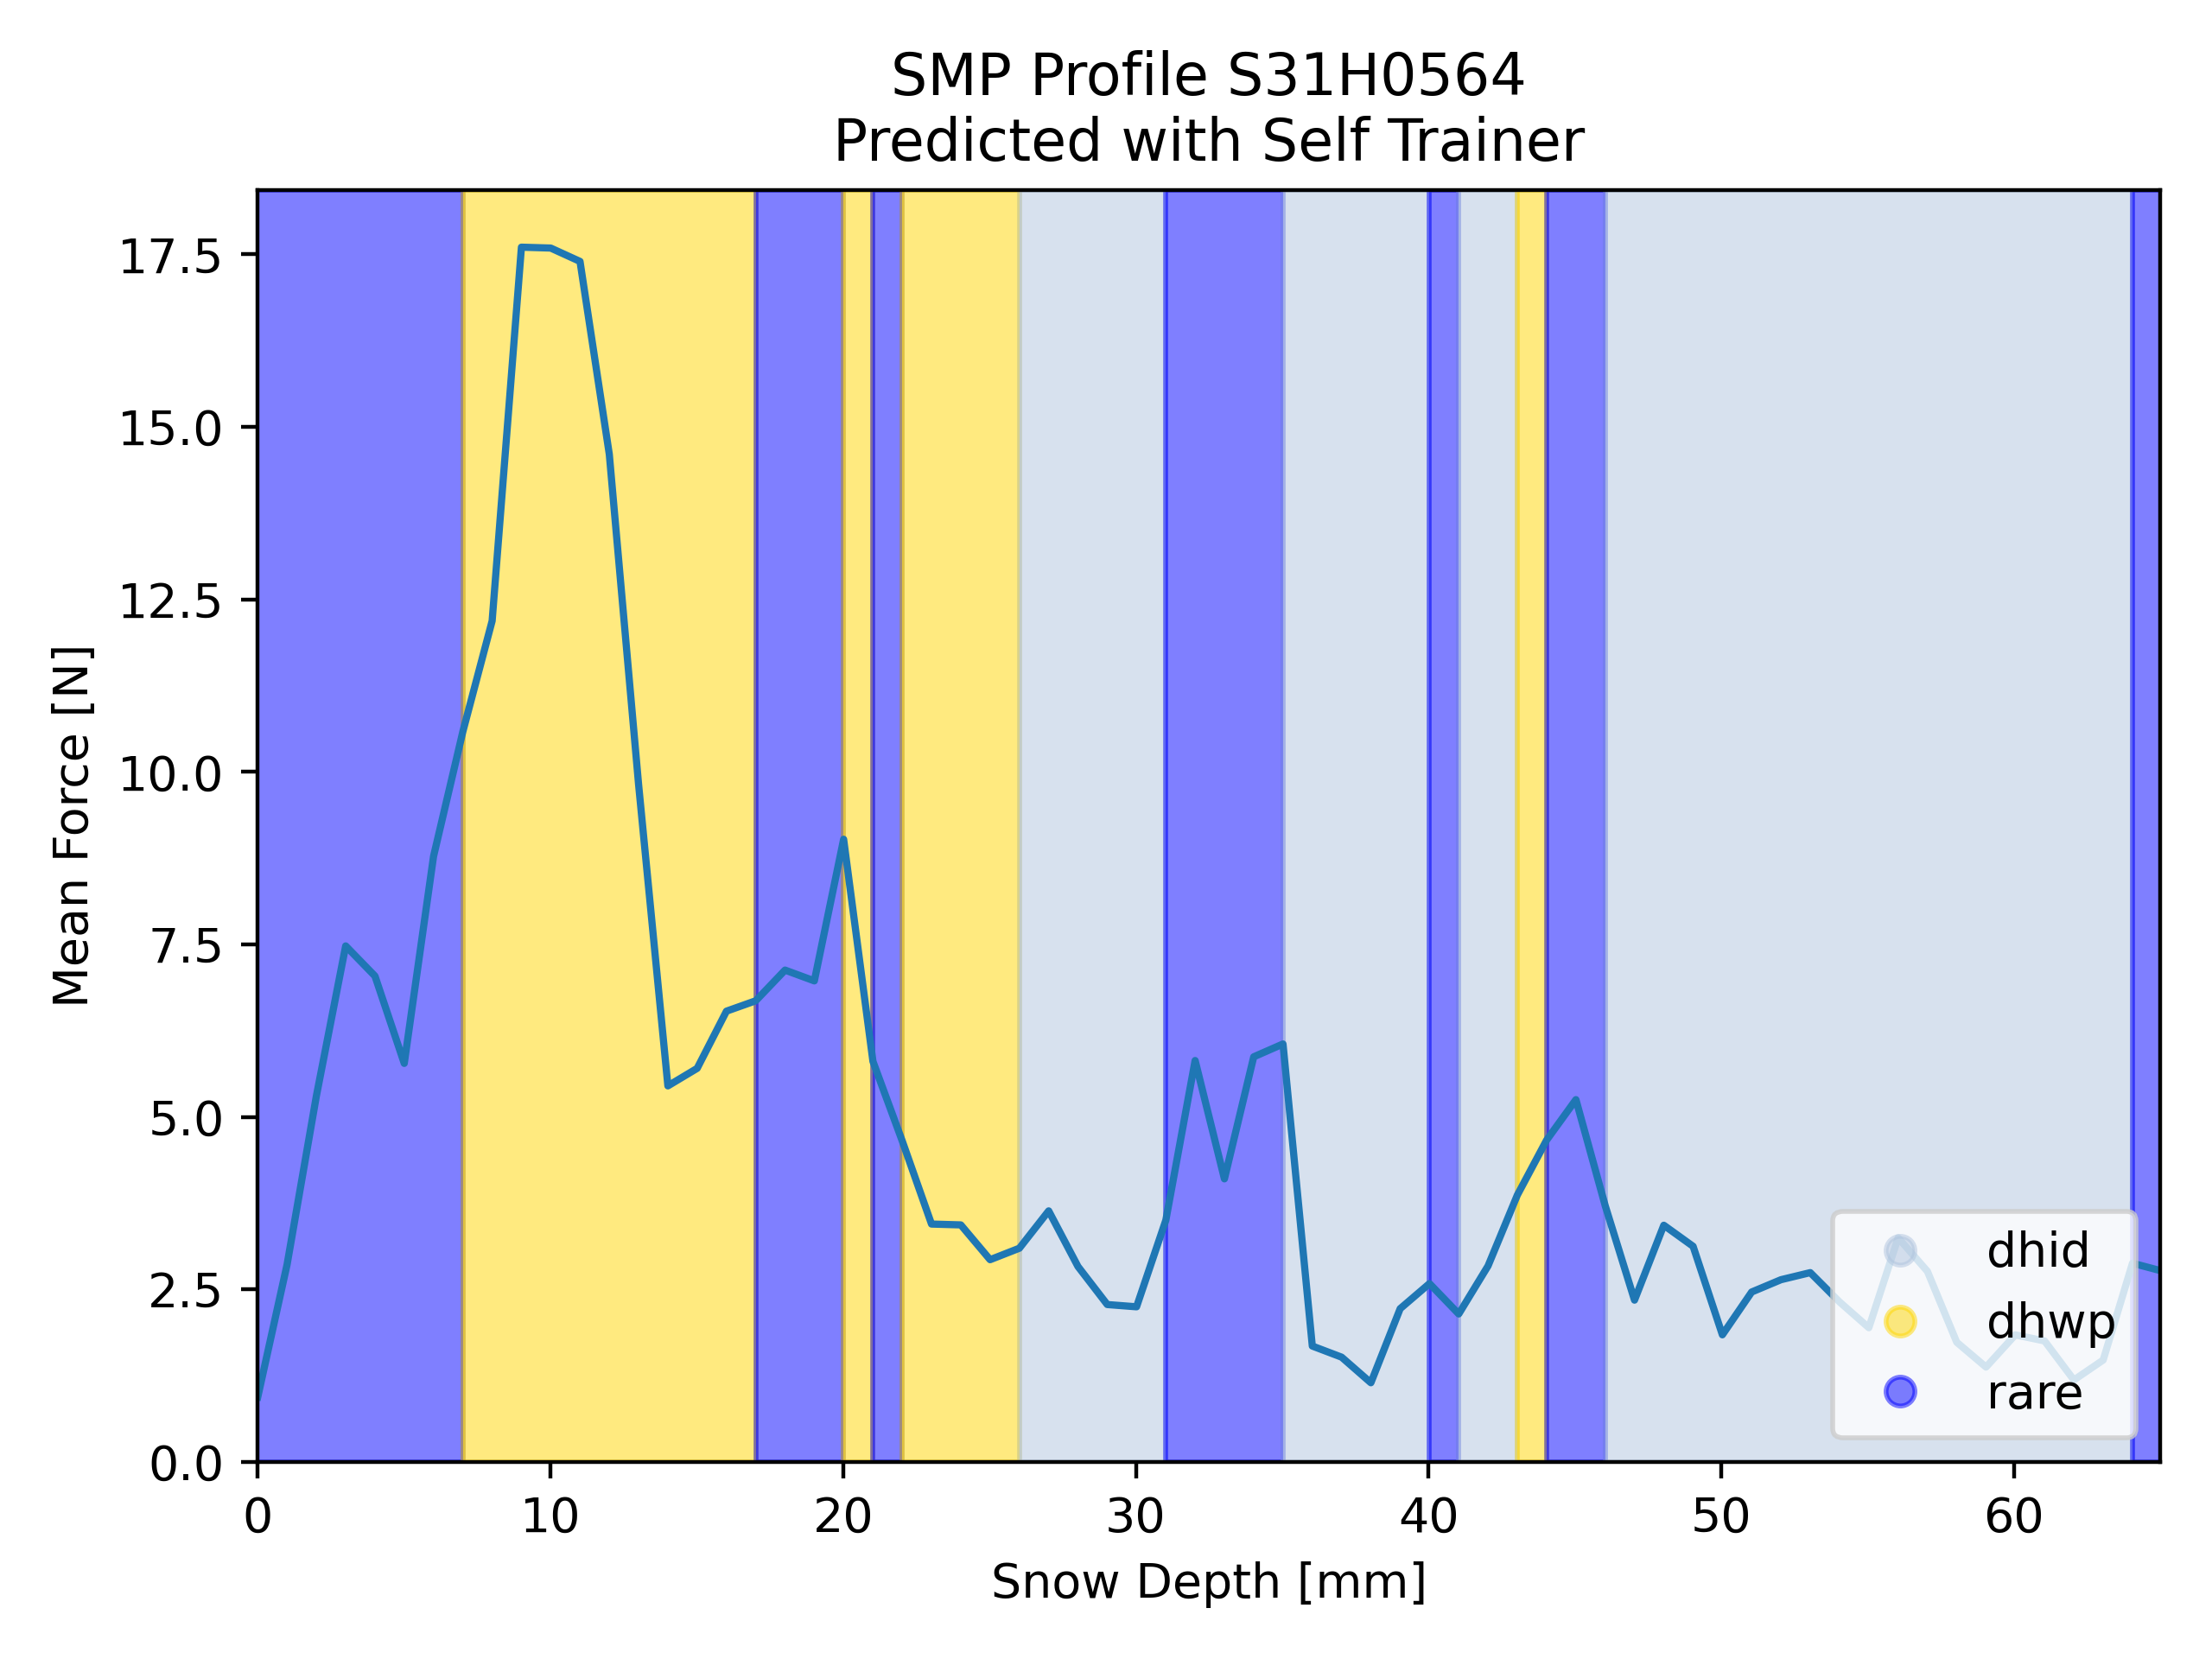 SMP Profile S31H0564
Predicted with Self Trainer
17.5
15.0
12.5
10.0
7.5
5.0
2.5
0.0
Mean Force [N]
dhid
dhwp
rare
0 10 20 30 40 50 60
Snow Depth [mm]